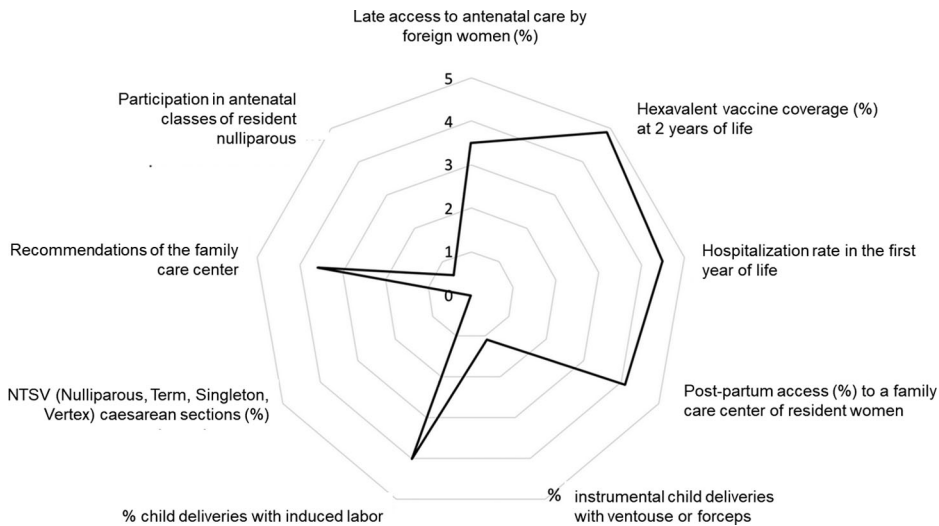 Late access to antenatal care by
foreign women (%)
Hexavalent vaccine coverage (%)
at 2 years of life
Hospitalization rate in the first
year of life
Post-partum access (%) to a family
care center of resident women
% instrumental child deliveries
with ventouse or forceps
% child deliveries with induced labor
NTSV (Nulliparous, Term, Singleton,
Vertex) caesarean sections (%)
Recommendations of the family
care center
Participation in antenatal
classes of resident
nulliparous
5
4
3
2
1
0